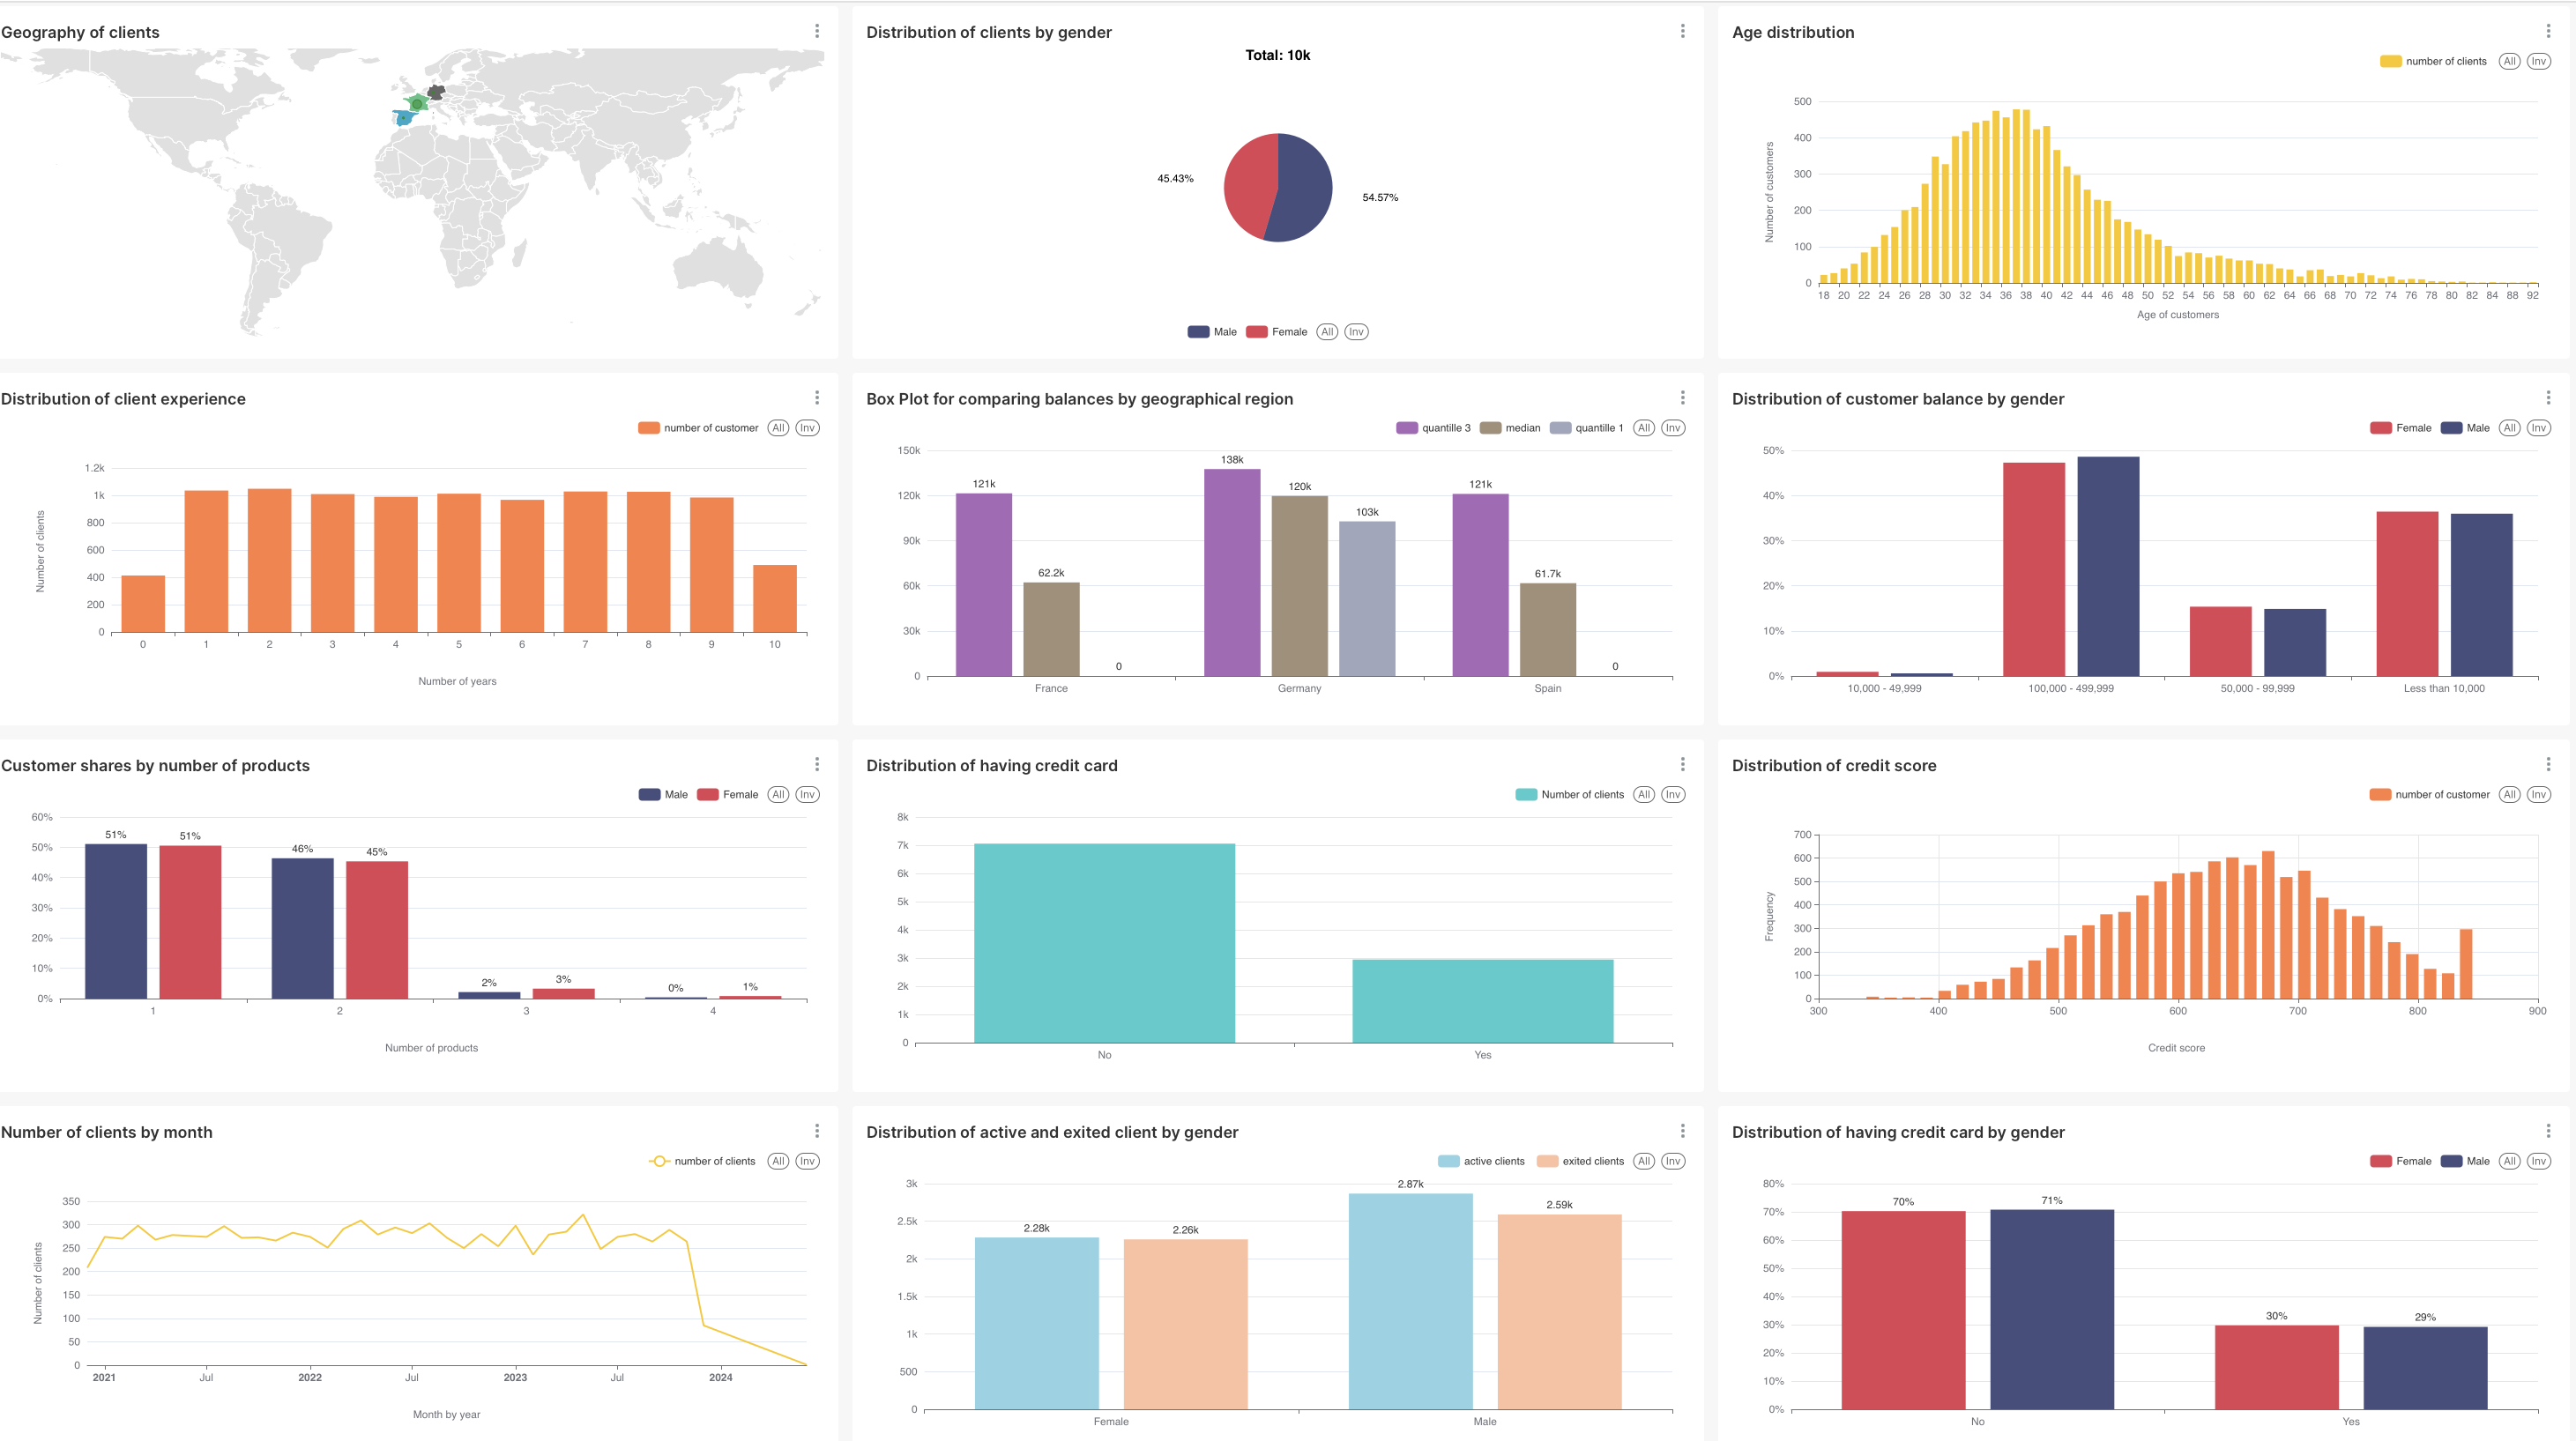 Geography of clients
Distribution of clients by gender
Total: 10k
45.43%
54.57%
Male Female All Inv
Age distribution
number of clients All Inv
Number of customers
500
400
300
200
100
0
18 20 22 24 26 28 30 32 34 36 38 40 42 44 46 48 50 52 54 56 58 60 62 64 66 68 70 72 74 76 78 80 82 84 88 92
Age of customers
Distribution of client experience
number of customer All Inv
Number of clients
1.2k
1k
800
600
400
200
0
0 1 2 3 4 5 6 7 8 9 10
Number of years
Box Plot for comparing balances by geographical region
quantille 3 median quantille 1 All Inv
150k
120k
90k
60k
30k
0
121k 62.2k 0 138k 120k 103k 121k 61.7k 0
France Germany Spain
Distribution of customer balance by gender
Female Male All Inv
50%
40%
30%
20%
10%
0%
10,000 - 49,999 100,000 - 499,999 50,000 - 99,999 Less than 10,000
Customer shares by number of products
Male Female All Inv
60%
50%
40%
30%
20%
10%
0%
51% 51% 46% 45% 2% 3% 0% 1%
1 2 3 4
Number of products
Distribution of having credit card
Number of clients All Inv
8k
7k
6k
5k
4k
3k
2k
1k
0
No Yes
Distribution of credit score
number of customer All Inv
Frequency
700
600
500
400
300
200
100
0
300 400 500 600 700 800 900
Credit score
Number of clients by month
number of clients All Inv
Number of clients
350
300
250
200
150
100
50
0
2021 Jul 2022 Jul 2023 Jul 2024
Month by year
Distribution of active and exited client by gender
active clients exited clients All Inv
3k
2.5k
2k
1.5k
1k
500
0
2.28k 2.26k 2.87k 2.59k
Female Male
Distribution of having credit card by gender
Female Male All Inv
80%
70%
60%
50%
40%
30%
20%
10%
0%
70% 71% 30% 29%
No Yes